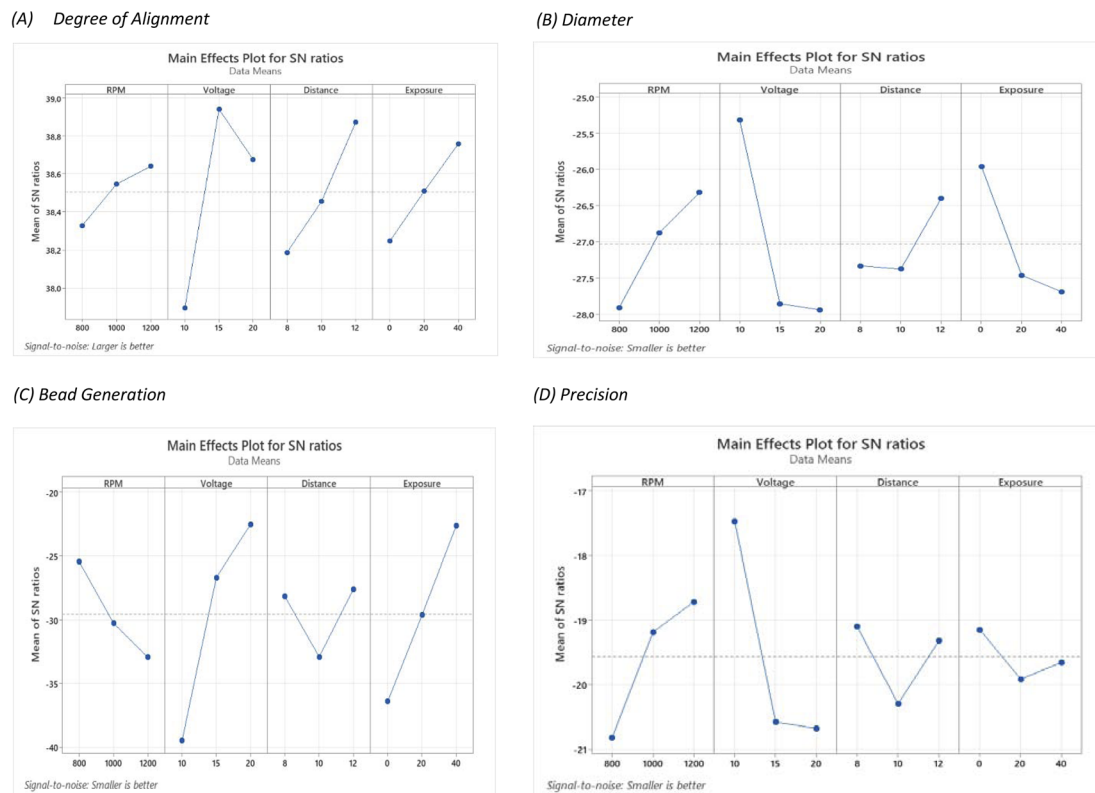 (A) Degree of Alignment
Main Effects Plot for SN ratios
Data Means
RPM Voltage Distance Exposure
39,0
38,8
38,6
38,4
38,2
38,0
Mean of SN ratios
800 1000 1200 10 15 20 8 10 12 0 20 40
Signal-to-noise: Larger is better
(B) Diameter
Main Effects Plot for SN ratios
Data Means
RPM Voltage Distance Exposure
-25,0
-25,5
-26,0
-26,5
-27,0
-27,5
-28,0
Mean of SN ratios
800 1000 1200 10 15 20 8 10 12 0 20 40
Signal-to-noise: Smaller is better
(C) Bead Generation
Main Effects Plot for SN ratios
Data Means
RPM Voltage Distance Exposure
-20
-25
-30
-35
-40
Mean of SN ratios
800 1000 1200 10 15 20 8 10 12 0 20 40
Signal-to-noise: Smaller is better
(D) Precision
Main Effects Plot for SN ratios
Data Means
RPM Voltage Distance Exposure
-17
-18
-19
-20
-21
Mean of SN ratios
800 1000 1200 10 15 20 8 10 12 0 20 40
Signal-to-noise: Smaller is better